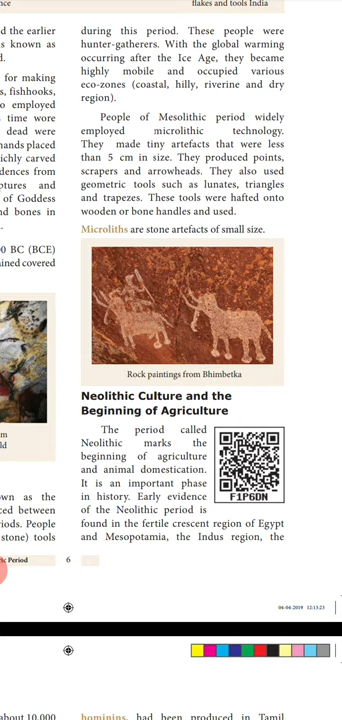 nce
flakes and tools India
d the earlier
s known as
d.
for making
s, fishhooks,
o employed
time wore
dead were
nands placed
ichly carved
dences from
ptures and
of Goddess
nd bones in
.
00 BC (BCE)
ained covered
m
ld
own as the
ced between
riods. People
stone) tools
ic Period
during this period. These people were
hunter-gatherers. With the global warming
occurring after the Ice Age, they became
highly mobile and occupied various
eco-zones (coastal, hilly, riverine and dry
region).
People of Mesolithic period widely
employed microlithic technology.
They made tiny artefacts that were less
than 5 cm in size. They produced points,
scrapers and arrowheads. They also used
geometric tools such as lunates, triangles
and trapezes. These tools were hafted onto
wooden or bone handles and used.
Microliths are stone artefacts of small size.
Rock paintings from Bhimbetka
Neolithic Culture and the
Beginning of Agriculture
The period called
Neolithic marks the
beginning of agriculture
and animal domestication.
It is an important phase
in history. Early evidence
of the Neolithic period is
F1P6DN
found in the fertile crescent region of Egypt
and Mesopotamia, the Indus region, the
6
04-04-2019 12:13:23
about 10,000
hominins, had been produced in Tamil